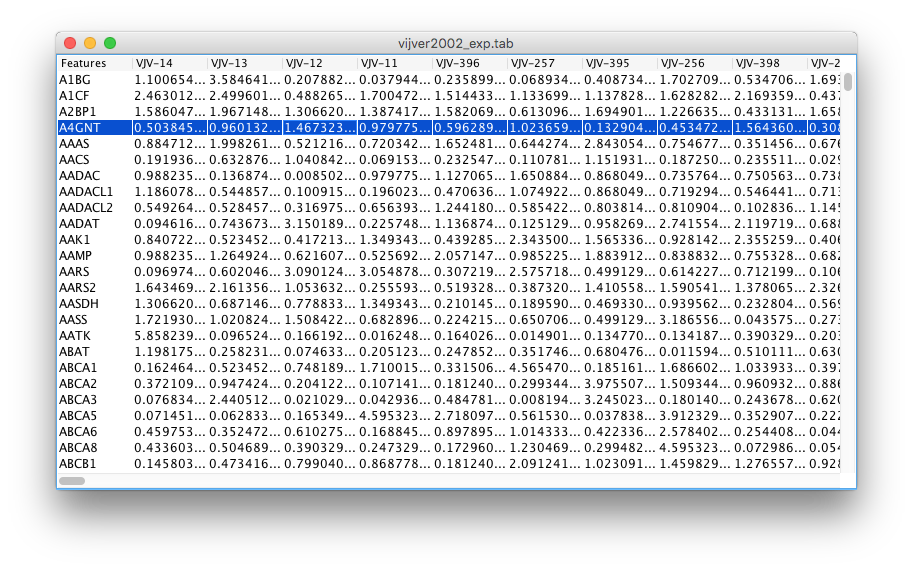 vijver2002_exp.tab
Features VJV-14 VJV-13 VJV-12 VJV-11 VJV-396 VJV-257 VJV-395 VJV-256 VJV-398 VJV-2
A1BG 1.100654... 3.584641... 0.207882... 0.037944... 0.235899... 0.068934... 0.408734... 1.702709... 0.534706... 1.693
A1CF 2.463012... 2.499601... 0.488265... 1.700472... 1.514433... 1.133699... 1.137828... 1.628282... 2.169359... 0.437
A2BP1 1.586047... 1.967148... 1.306620... 1.387417... 1.582069... 0.613096... 1.694901... 1.226635... 0.433131... 1.658
A4GNT 0.503845... 0.960132... 1.467323... 0.979775... 0.596289... 1.023659... 0.132904... 0.453472... 1.564360... 0.308
AAAS 0.884712... 1.998261... 0.521216... 0.720342... 1.652481... 0.644274... 2.843054... 0.754677... 0.351456... 0.676
AACS 0.191936... 0.632876... 1.040842... 0.069153... 0.232547... 0.110781... 1.151931... 0.187250... 0.235511... 0.029
AADAC 0.988235... 0.136874... 0.008502... 0.979775... 1.127065... 1.650884... 0.868049... 0.735764... 0.750563... 0.738
AADACL1 1.186078... 0.544857... 0.100915... 0.196023... 0.470636... 1.074922... 0.868049... 0.719294... 0.546441... 0.713
AADACL2 0.549264... 0.528457... 0.316975... 0.656393... 1.244180... 0.585422... 0.803814... 0.810904... 0.102836... 1.145
AADAT 0.094616... 0.743673... 3.150189... 0.225748... 1.136874... 0.125129... 0.958269... 2.741554... 2.119719... 0.688
AAK1 0.840722... 0.523452... 0.417213... 1.349343... 0.439285... 2.343500... 1.565336... 0.928142... 2.355259... 0.406
AAMP 0.988235... 1.264924... 0.621607... 0.525692... 2.057147... 0.985225... 1.883912... 0.838832... 0.755328... 0.682
AARS 0.096974... 0.602046... 3.090124... 3.054878... 0.307219... 2.575718... 0.499129... 0.614227... 0.712199... 0.106
AARS2 1.643469... 2.161356... 1.053632... 0.255593... 0.519328... 0.387320... 1.410558... 1.590541... 1.378065... 2.326
AASDH 1.306620... 0.687146... 0.778833... 1.349343... 0.210145... 0.189590... 0.469330... 0.939562... 0.232804... 0.569
AASS 1.721930... 1.020824... 1.508422... 0.682896... 0.224215... 0.650706... 0.499129... 3.186556... 0.043575... 0.273
AATK 5.858239... 0.096524... 0.166192... 0.016248... 0.164026... 0.014901... 0.134770... 0.134187... 0.390329... 0.203
ABAT 1.198175... 0.258231... 0.074633... 0.205123... 0.247852... 0.351746... 0.680476... 0.011594... 0.510111... 0.630
ABCA1 0.162464... 0.523452... 0.748189... 1.710015... 0.331506... 4.565470... 0.185161... 1.686602... 1.033933... 0.397
ABCA2 0.372109... 0.947424... 0.204122... 0.107141... 0.181240... 0.299344... 3.975507... 1.509344... 0.960932... 0.886
ABCA3 0.076834... 2.440512... 0.021029... 0.042936... 0.484781... 0.008194... 3.245023... 0.180140... 0.243678... 0.620
ABCA5 0.071451... 0.062833... 0.165349... 4.595323... 2.718097... 0.561530... 0.037838... 3.912329... 0.352907... 0.222
ABCA6 0.459753... 0.352472... 0.610275... 0.168845... 0.897895... 1.014333... 0.422336... 2.578402... 0.254408... 0.044
ABCA8 0.433603... 0.504689... 0.390329... 0.247329... 0.172960... 1.230469... 0.299482... 4.595323... 0.072986... 0.054
ABCB1 0.145803... 0.473416... 0.799040... 0.868778... 0.181240... 2.091241... 1.023091... 1.459829... 1.276557... 0.928